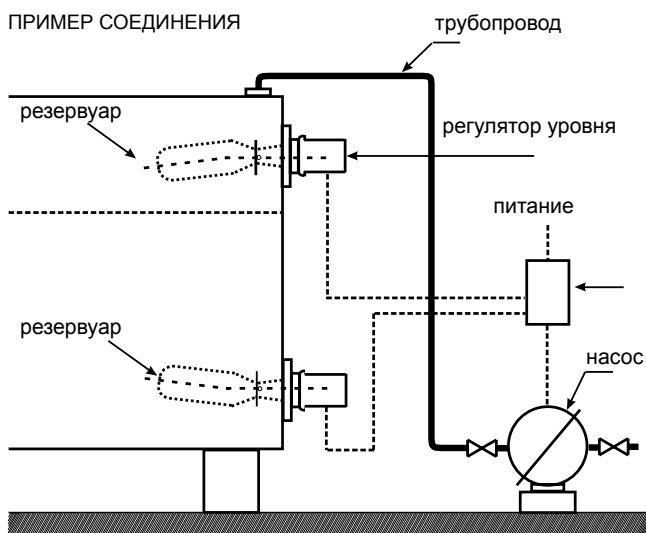 ПРИМЕР СОЕДИНЕНИЯ
трубопровод
резервуар
регулятор уровня
питание
резервуар
насос